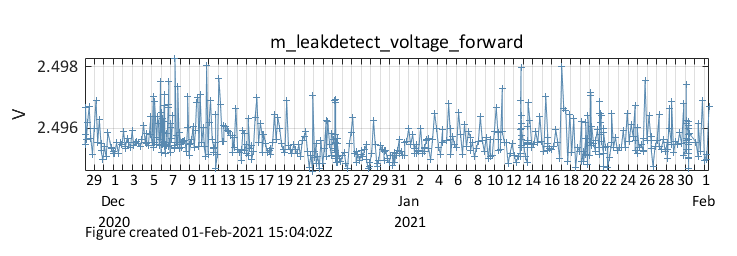 m_leakdetect_voltage_forward
2.498
2.496
V
29 1 3 5 7 9 11 13 15 17 19 21 23 25 27 29 31 2 4 6 8 10 12 14 16 18 20 22 24 26 28 30 1
Dec Jan Feb
2020 2021
Figure created 01-Feb-2021 15:04:02Z